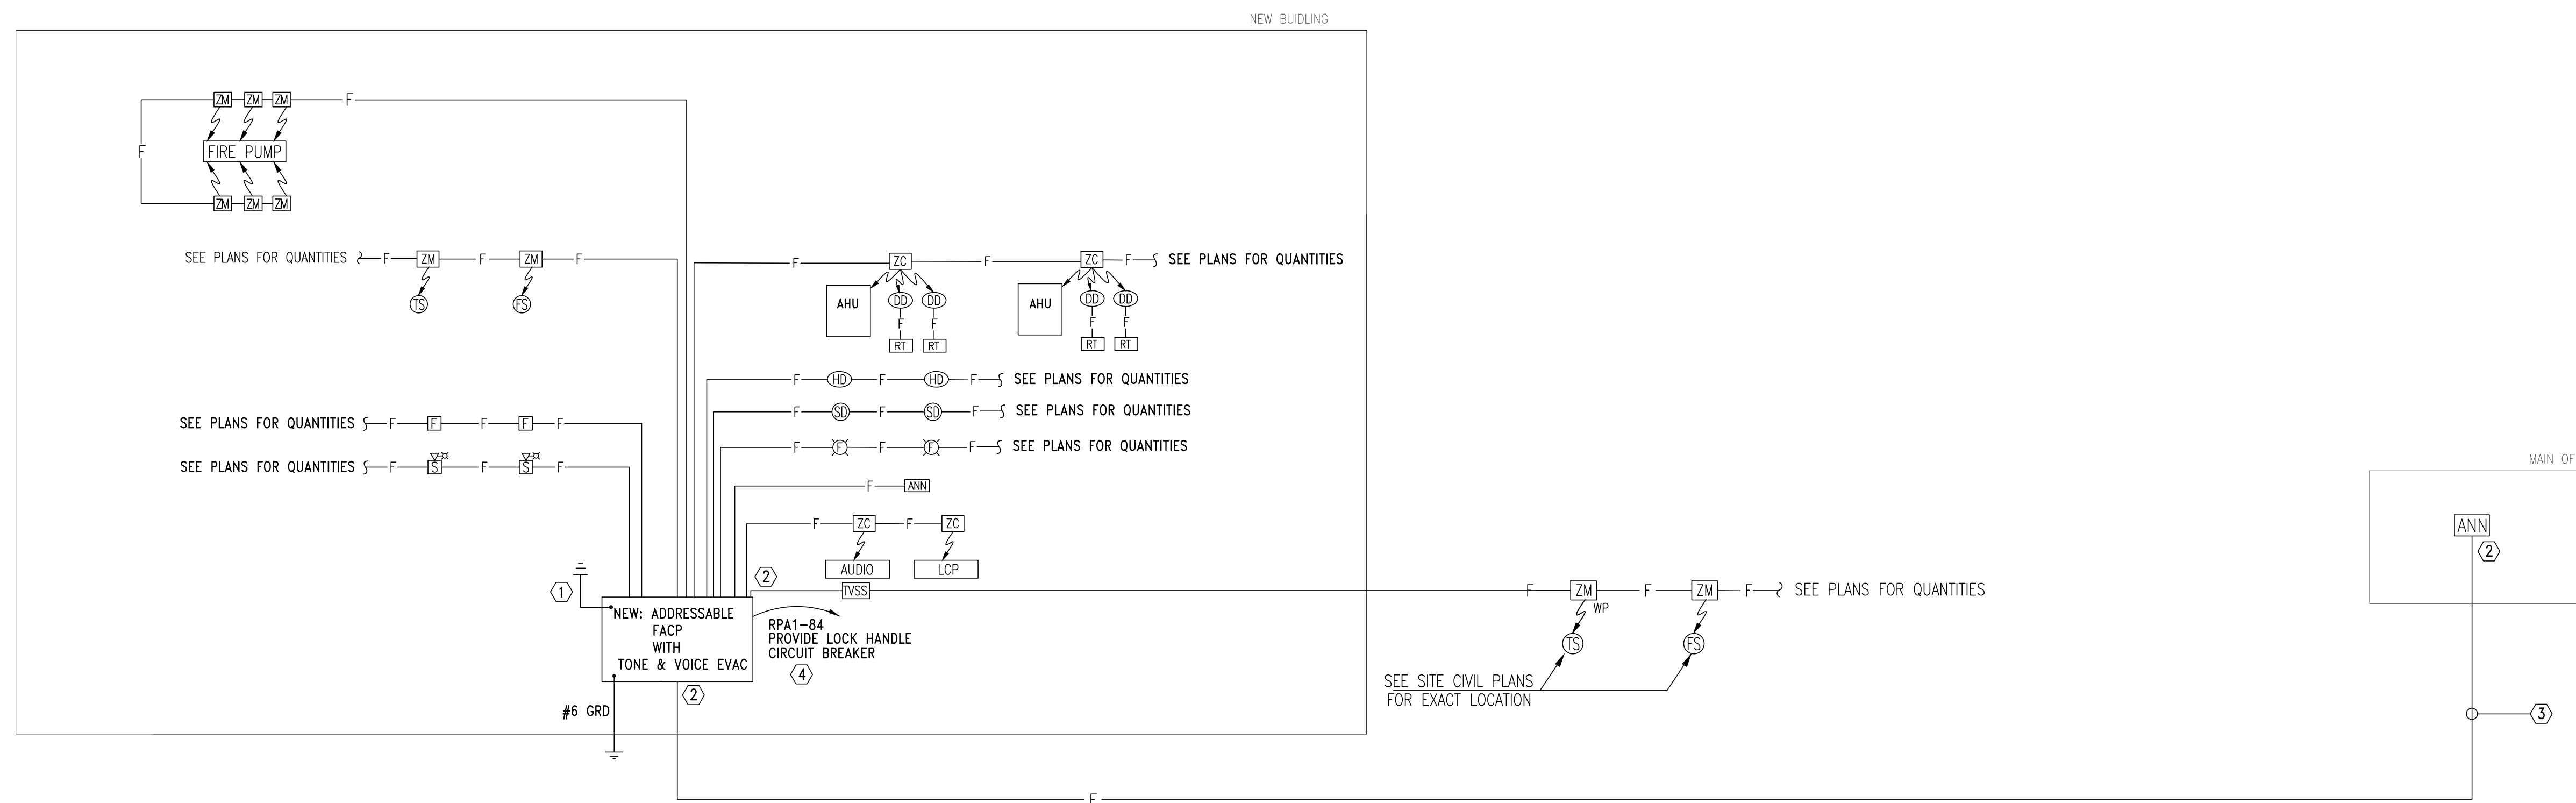 NEW BUIDLING
ZM ZM ZM F
F
FIRE PUMP
ZM ZM ZM
SEE PLANS FOR QUANTITIES F ZM F ZM F
TS FS
F ZC F ZC F SEE PLANS FOR QUANTITIES
AHU DD DD AHU DD DD
F F F F
RT RT RT RT
F HD F HD F SEE PLANS FOR QUANTITIES
F SD F SD F SEE PLANS FOR QUANTITIES
SEE PLANS FOR QUANTITIES F F F F F
F F F F F SEE PLANS FOR QUANTITIES
SEE PLANS FOR QUANTITIES F S F S F
F ANN
F ZC F ZC
AUDIO LCP
TVSS
1
2
NEW: ADDRESSABLE
FACP
WITH
TONE & VOICE EVAC
RPA1-84
PROVIDE LOCK HANDLE
CIRCUIT BREAKER
4
2
#6 GRD
F ZM F ZM F SEE PLANS FOR QUANTITIES
WP
TS FS
SEE SITE CIVIL PLANS
FOR EXACT LOCATION
MAIN OF
ANN
2
3
F